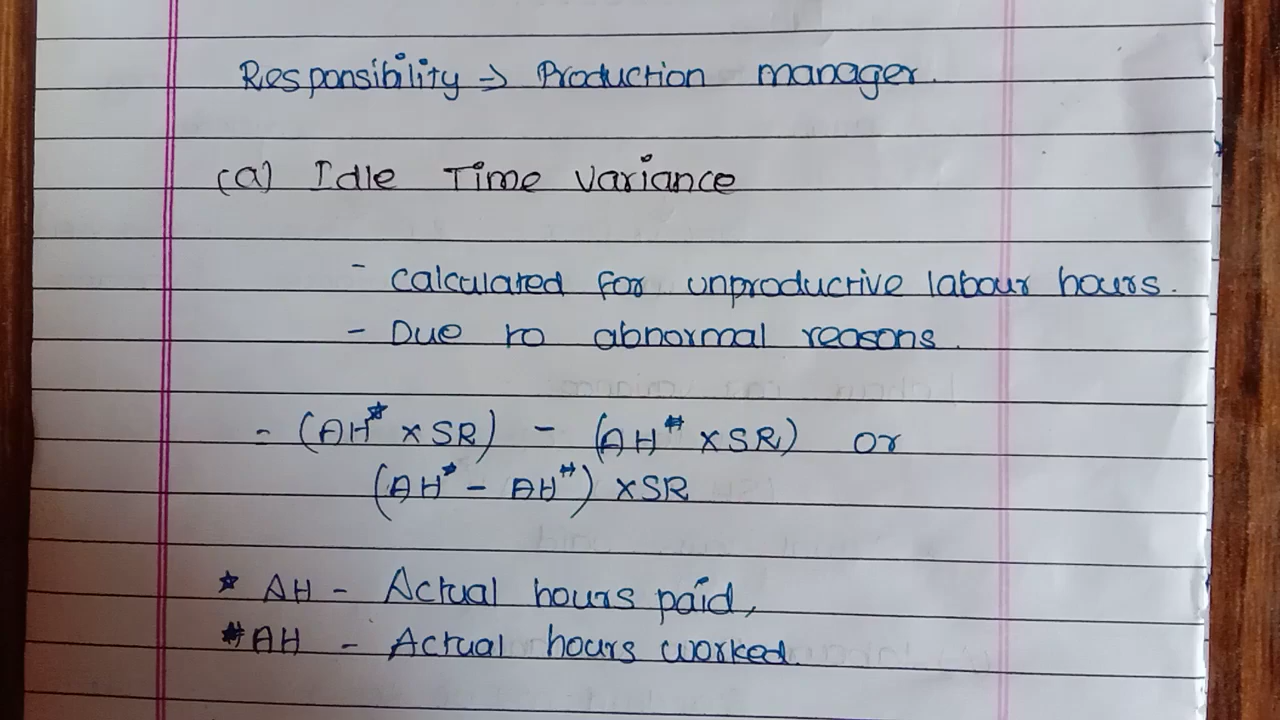 Responsibility → Production manager.
(a) Idle Time Variance
- Calculated for unproductive labour hours.
- Due to abnormal reasons.
- (AH* × SR) - (AH# × SR) or
(AH* - AH#) × SR
* AH - Actual hours paid,
# AH - Actual hours worked.